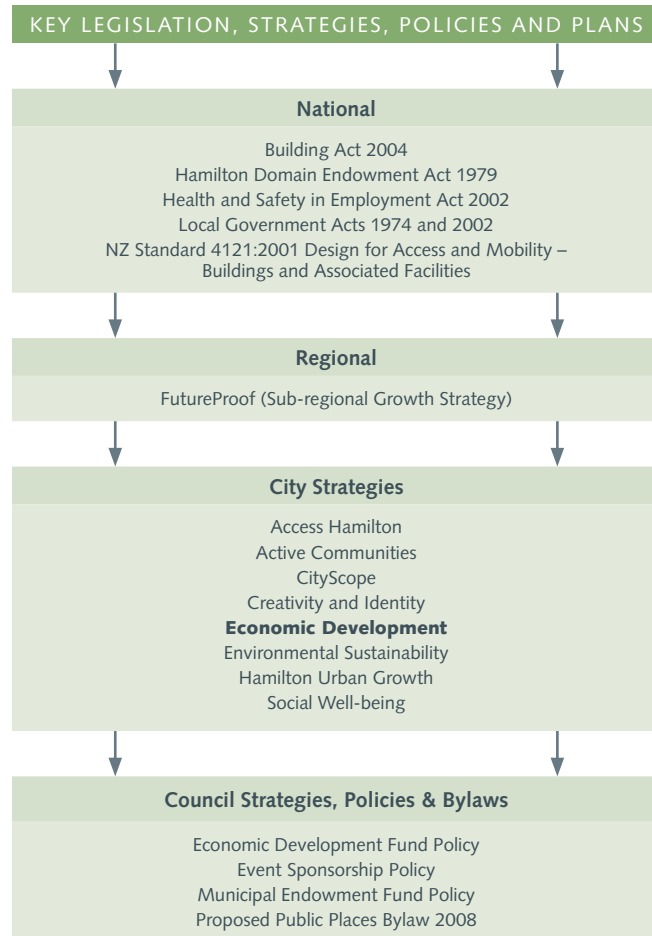 KEY LEGISLATION, STRATEGIES, POLICIES AND PLANS
National
Building Act 2004
Hamilton Domain Endowment Act 1979
Health and Safety in Employment Act 2002
Local Government Acts 1974 and 2002
NZ Standard 4121:2001 Design for Access and Mobility –
Buildings and Associated Facilities
Regional
FutureProof (Sub-regional Growth Strategy)
City Strategies
Access Hamilton
Active Communities
CityScope
Creativity and Identity
Economic Development
Environmental Sustainability
Hamilton Urban Growth
Social Well-being
Council Strategies, Policies & Bylaws
Economic Development Fund Policy
Event Sponsorship Policy
Municipal Endowment Fund Policy
Proposed Public Places Bylaw 2008